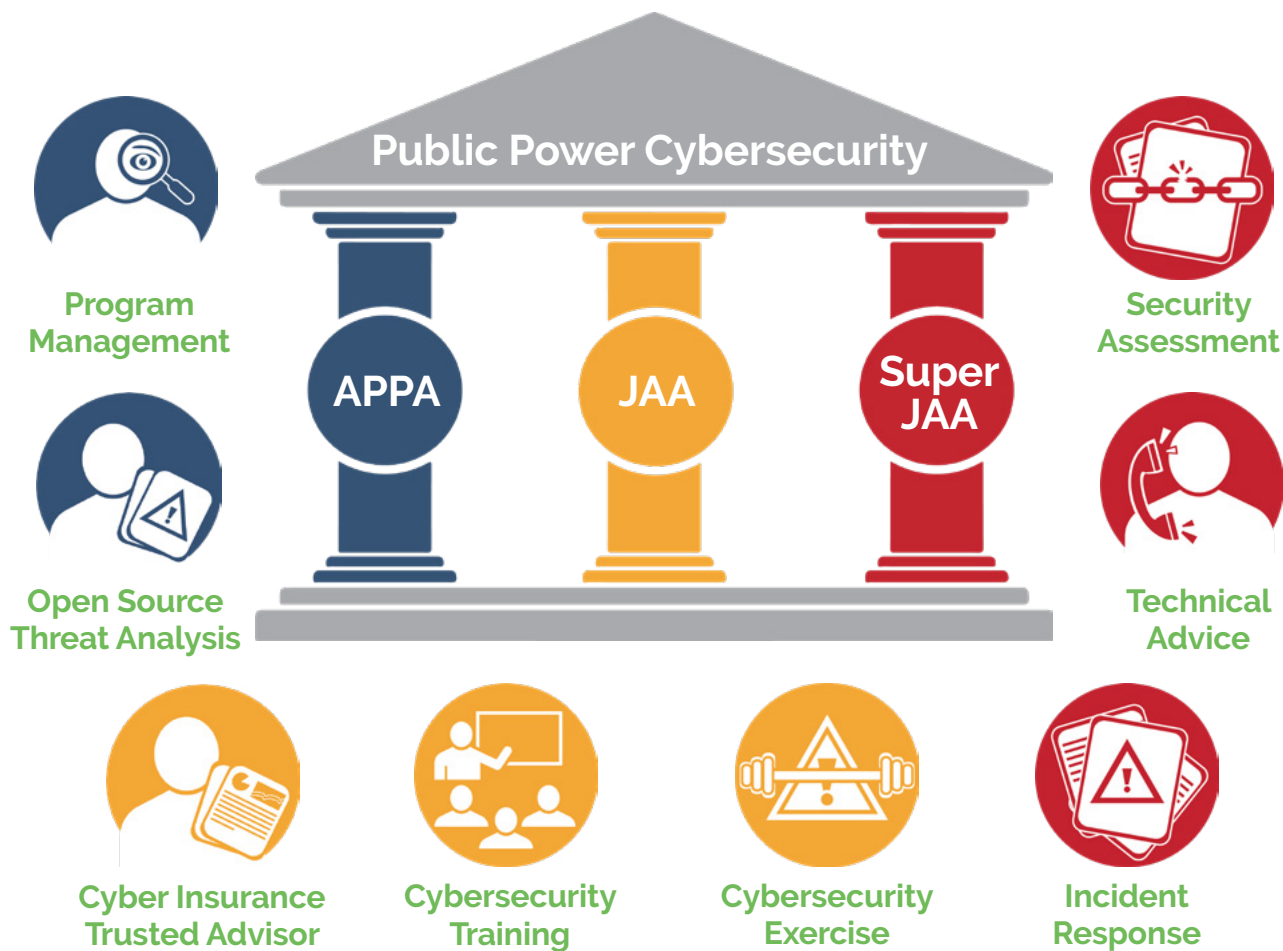 Public Power Cybersecurity
Program
Management
Security
Assessment
APPA
JAA
Super
JAA
Open Source
Threat Analysis
Technical
Advice
Cyber Insurance
Trusted Advisor
Cybersecurity
Training
Cybersecurity
Exercise
Incident
Response